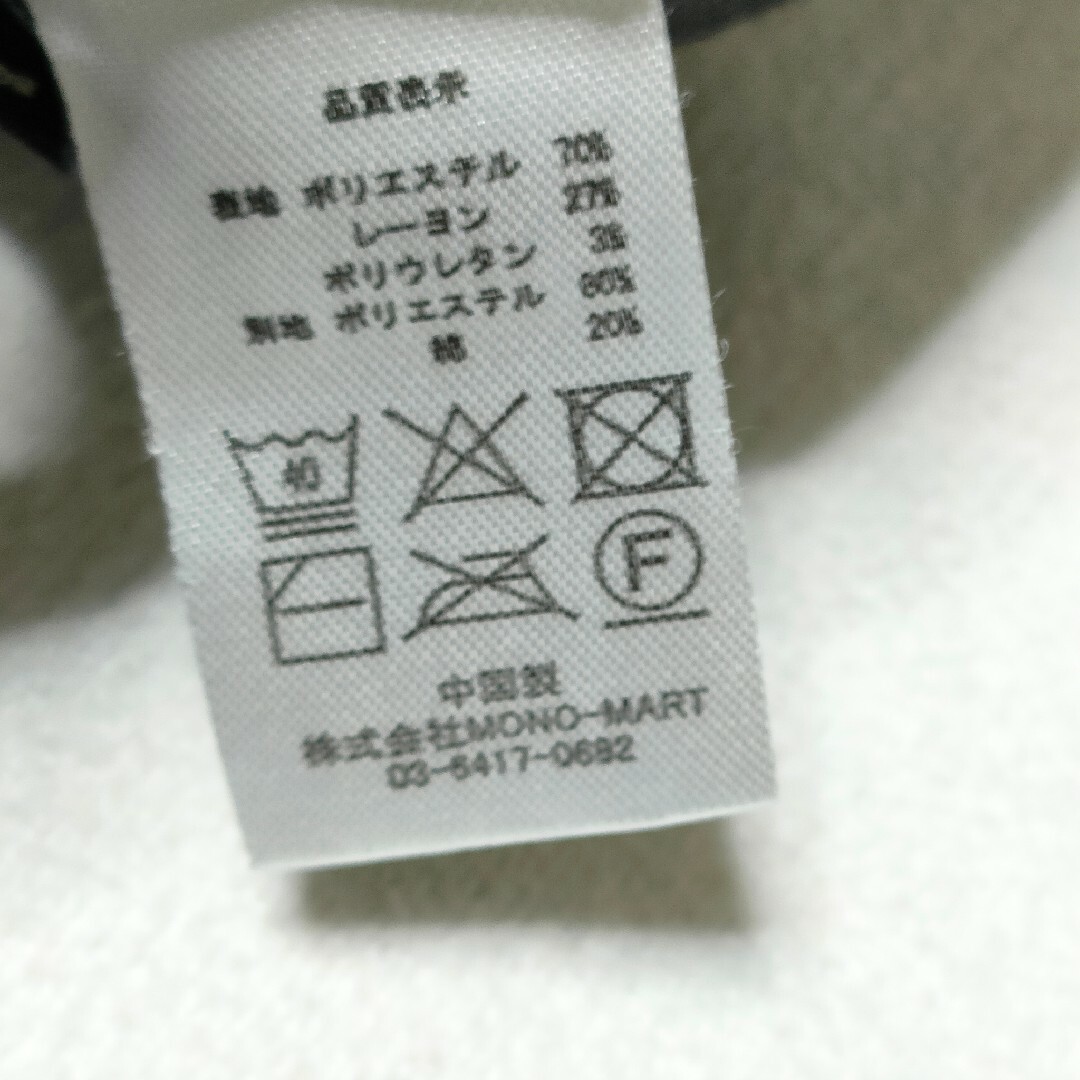 品質表示
表地 ポリエステル 70%
レーヨン 27%
ポリウレタン 3%
別地 ポリエステル 80%
綿 20%
40
F
中国製
株式会社MONO-MART
03-6417-0682